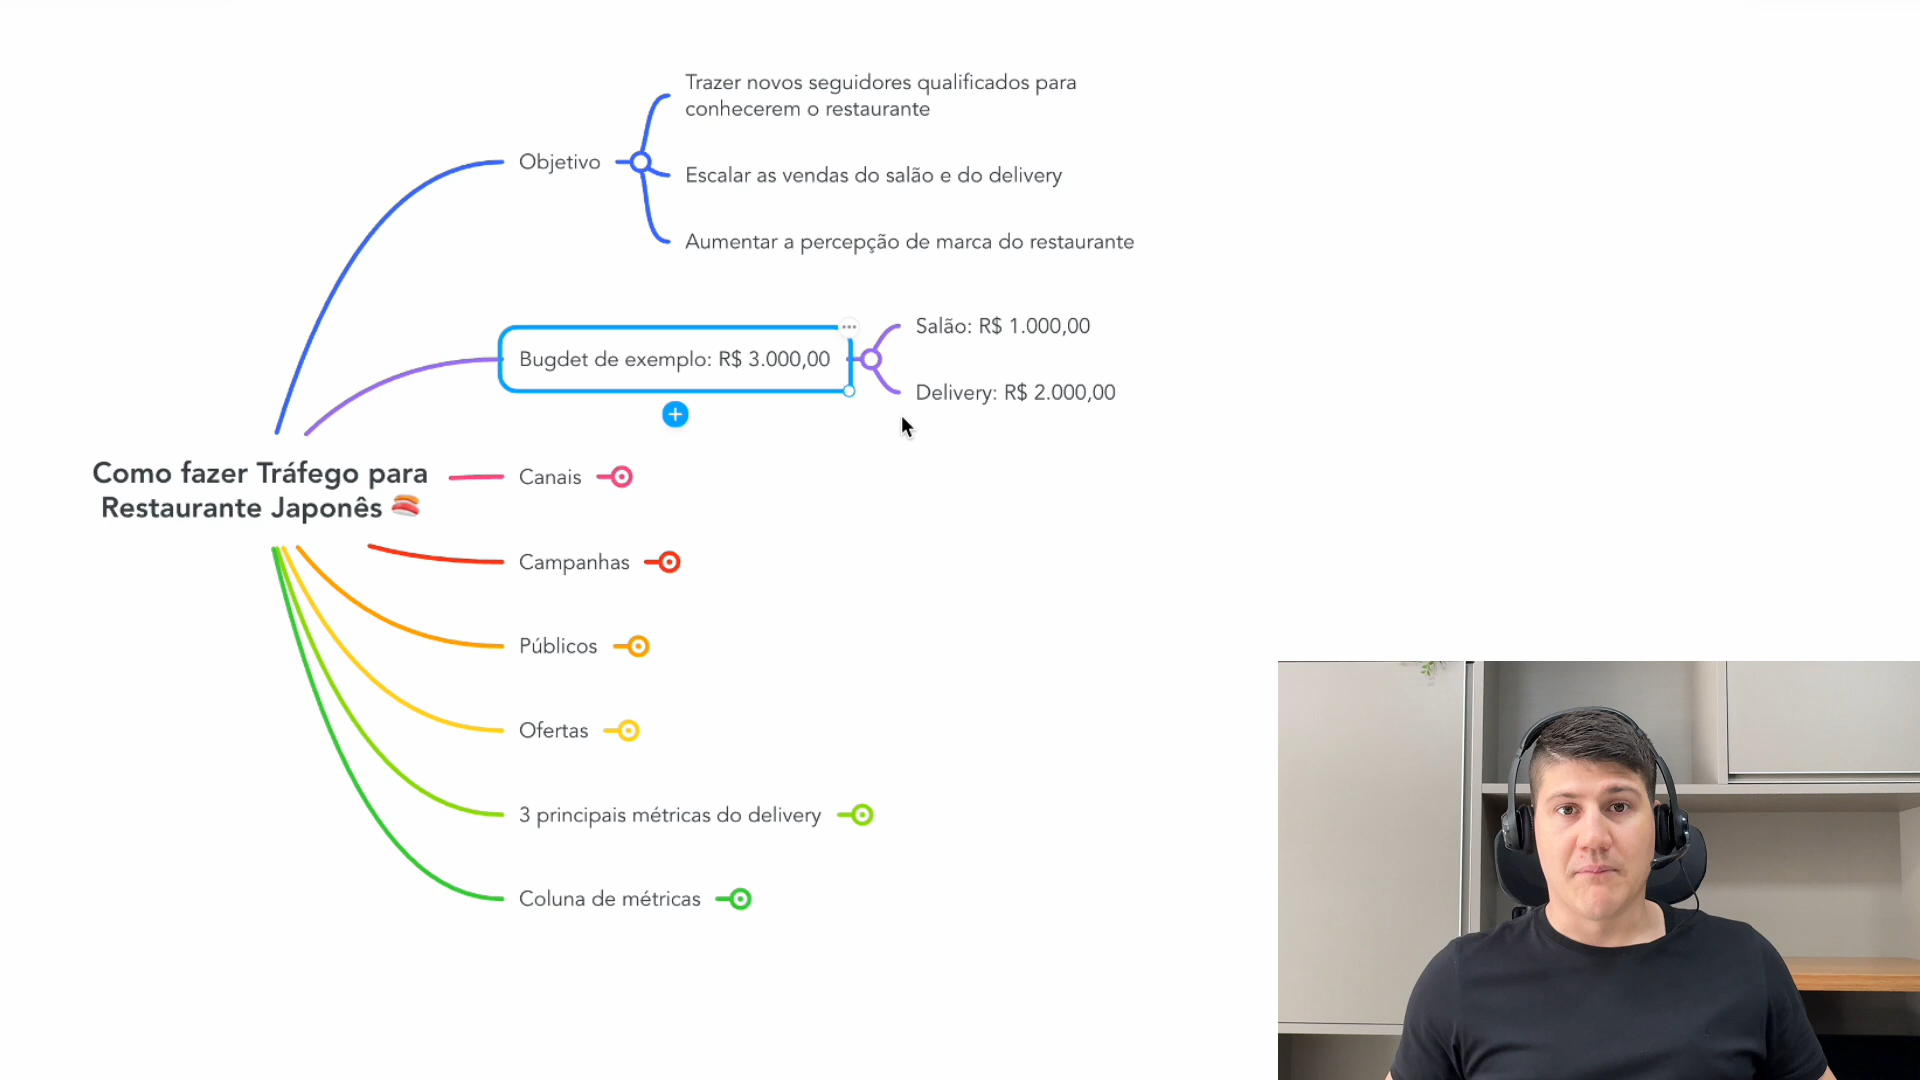 Trazer novos seguidores qualificados para
conhecerem o restaurante
Objetivo
Escalar as vendas do salão e do delivery
Aumentar a percepção de marca do restaurante
Bugdet de exemplo: R$ 3.000,00
Salão: R$ 1.000,00
Delivery: R$ 2.000,00
Como fazer Tráfego para
Restaurante Japonês 🍣
Canais
Campanhas
Públicos
Ofertas
3 principais métricas do delivery
Coluna de métricas